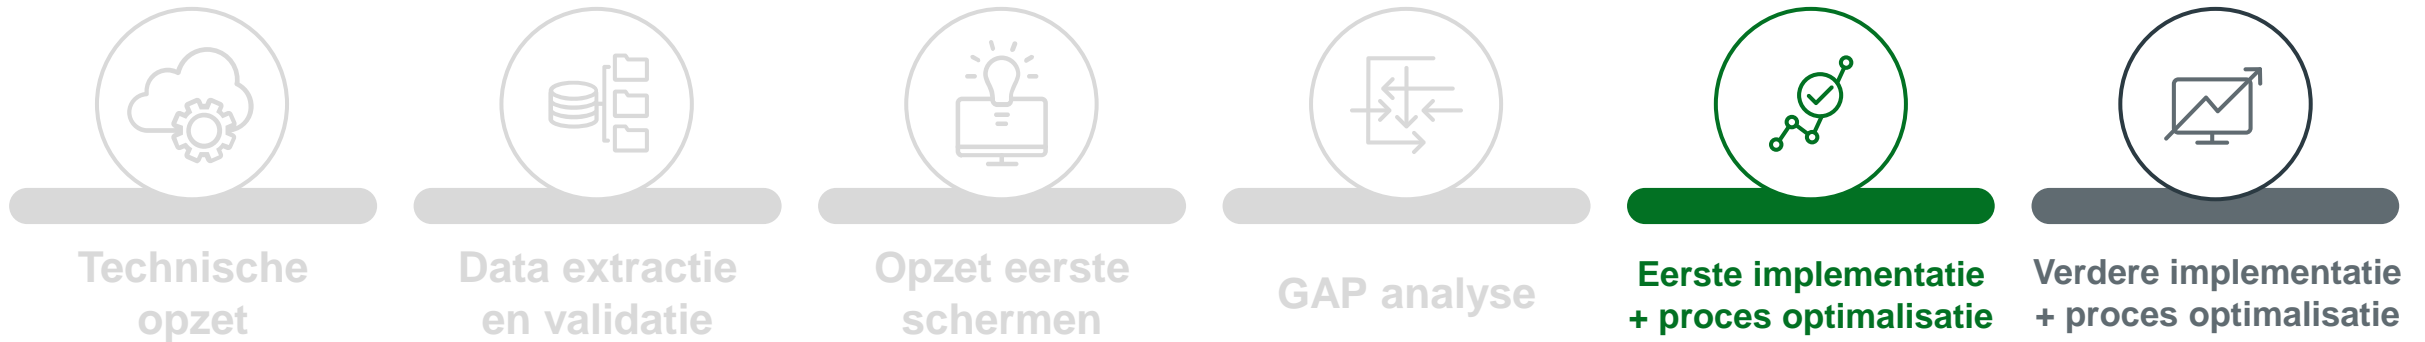 Technische
opzet
Data extractie
en validatie
Opzet eerste
schermen
GAP analyse
Eerste implementatie
+ proces optimalisatie
Verdere implementatie
+ proces optimalisatie